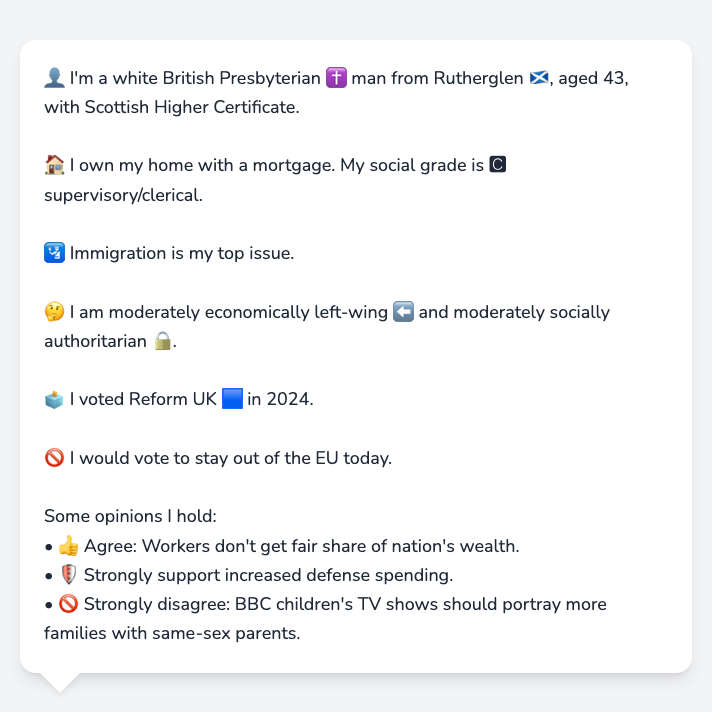 👤 I'm a white British Presbyterian ✝️ man from Rutherglen 🏴󠁧󠁢󠁳󠁣󠁴󠁿, aged 43,
with Scottish Higher Certificate.
🏠 I own my home with a mortgage. My social grade is 🅲
supervisory/clerical.
🛂 Immigration is my top issue.
🤔 I am moderately economically left-wing ⬅️ and moderately socially
authoritarian 🔒.
🗳️ I voted Reform UK 🟦 in 2024.
🚫 I would vote to stay out of the EU today.
Some opinions I hold:
• 👍 Agree: Workers don't get fair share of nation's wealth.
• 🛡️ Strongly support increased defense spending.
• 🚫 Strongly disagree: BBC children's TV shows should portray more
families with same-sex parents.